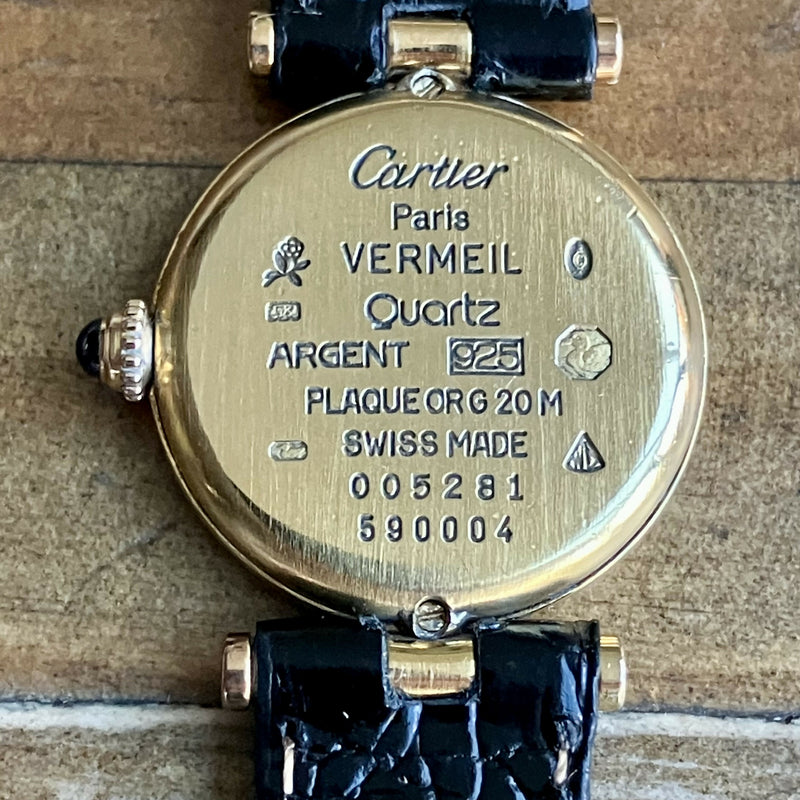 Cartier
Paris
VERMEIL
Quartz
ARGENT 925
PLAQUE OR G 20 M
SWISS MADE
005281
590004